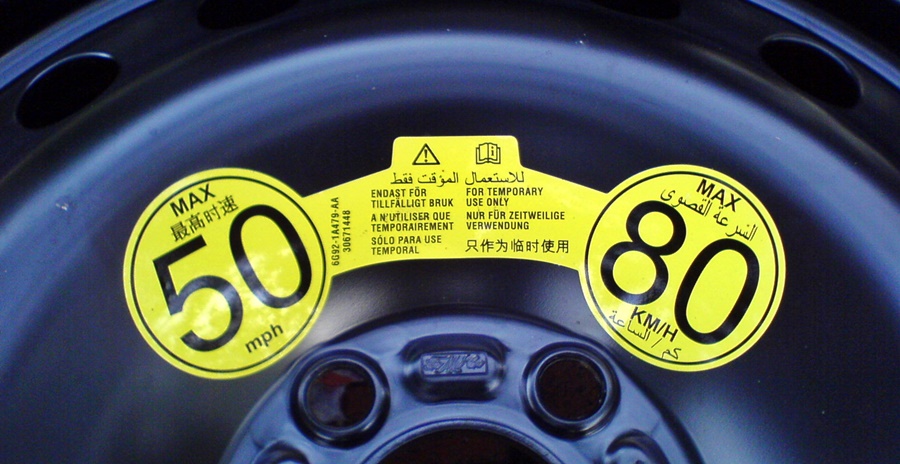 MAX
最高时速
50
mph
6G92-1A479-AA
30671448
للاستعمال المؤقت فقط
ENDAST FÖR
TILLFÄLLIGT BRUK
A N'UTILISER QUE
TEMPORAIREMENT
SÓLO PARA USE
TEMPORAL
FOR TEMPORARY
USE ONLY
NUR FÜR ZEITWEILIGE
VERWENDUNG
只作为临时使用
MAX
السرعة القصوى
80
KM/H
كم/الساعة